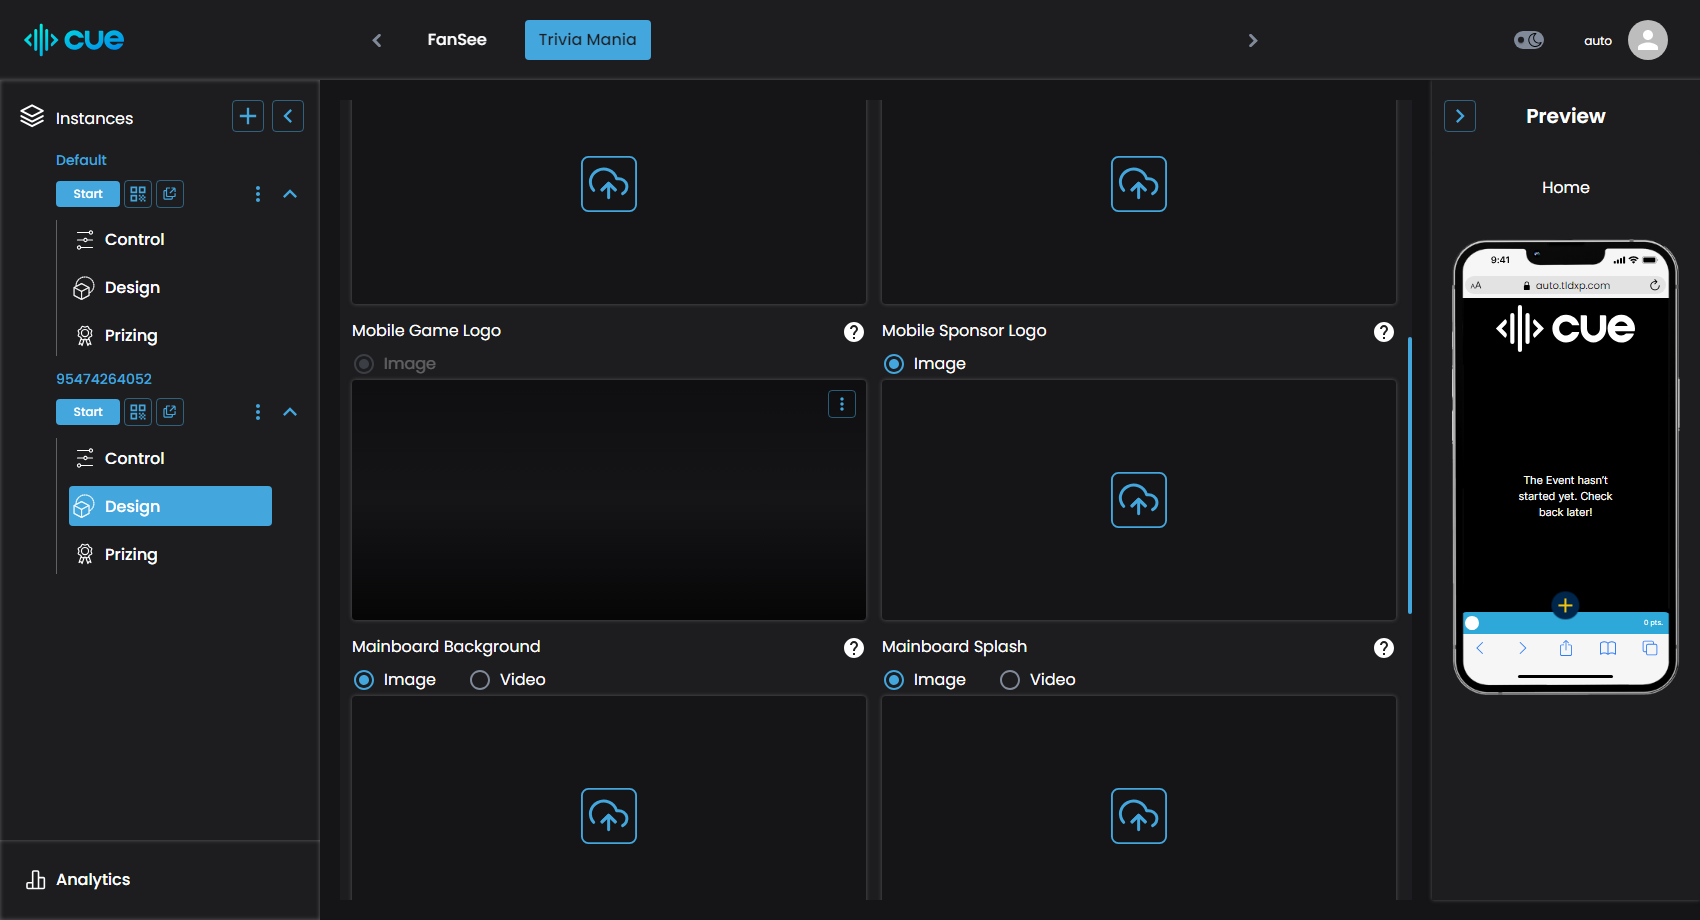 cue
FanSee
Trivia Mania
auto
Instances
Default
Start
Control
Design
Prizing
95474264052
Start
Control
Design
Prizing
Analytics
Mobile Game Logo
Image
Mobile Sponsor Logo
Image
Mainboard Background
Image
Video
Mainboard Splash
Image
Video
Preview
Home
9:41
AA
auto.tldxp.com
cue
The Event hasn't
started yet. Check
back later!
0 pts.